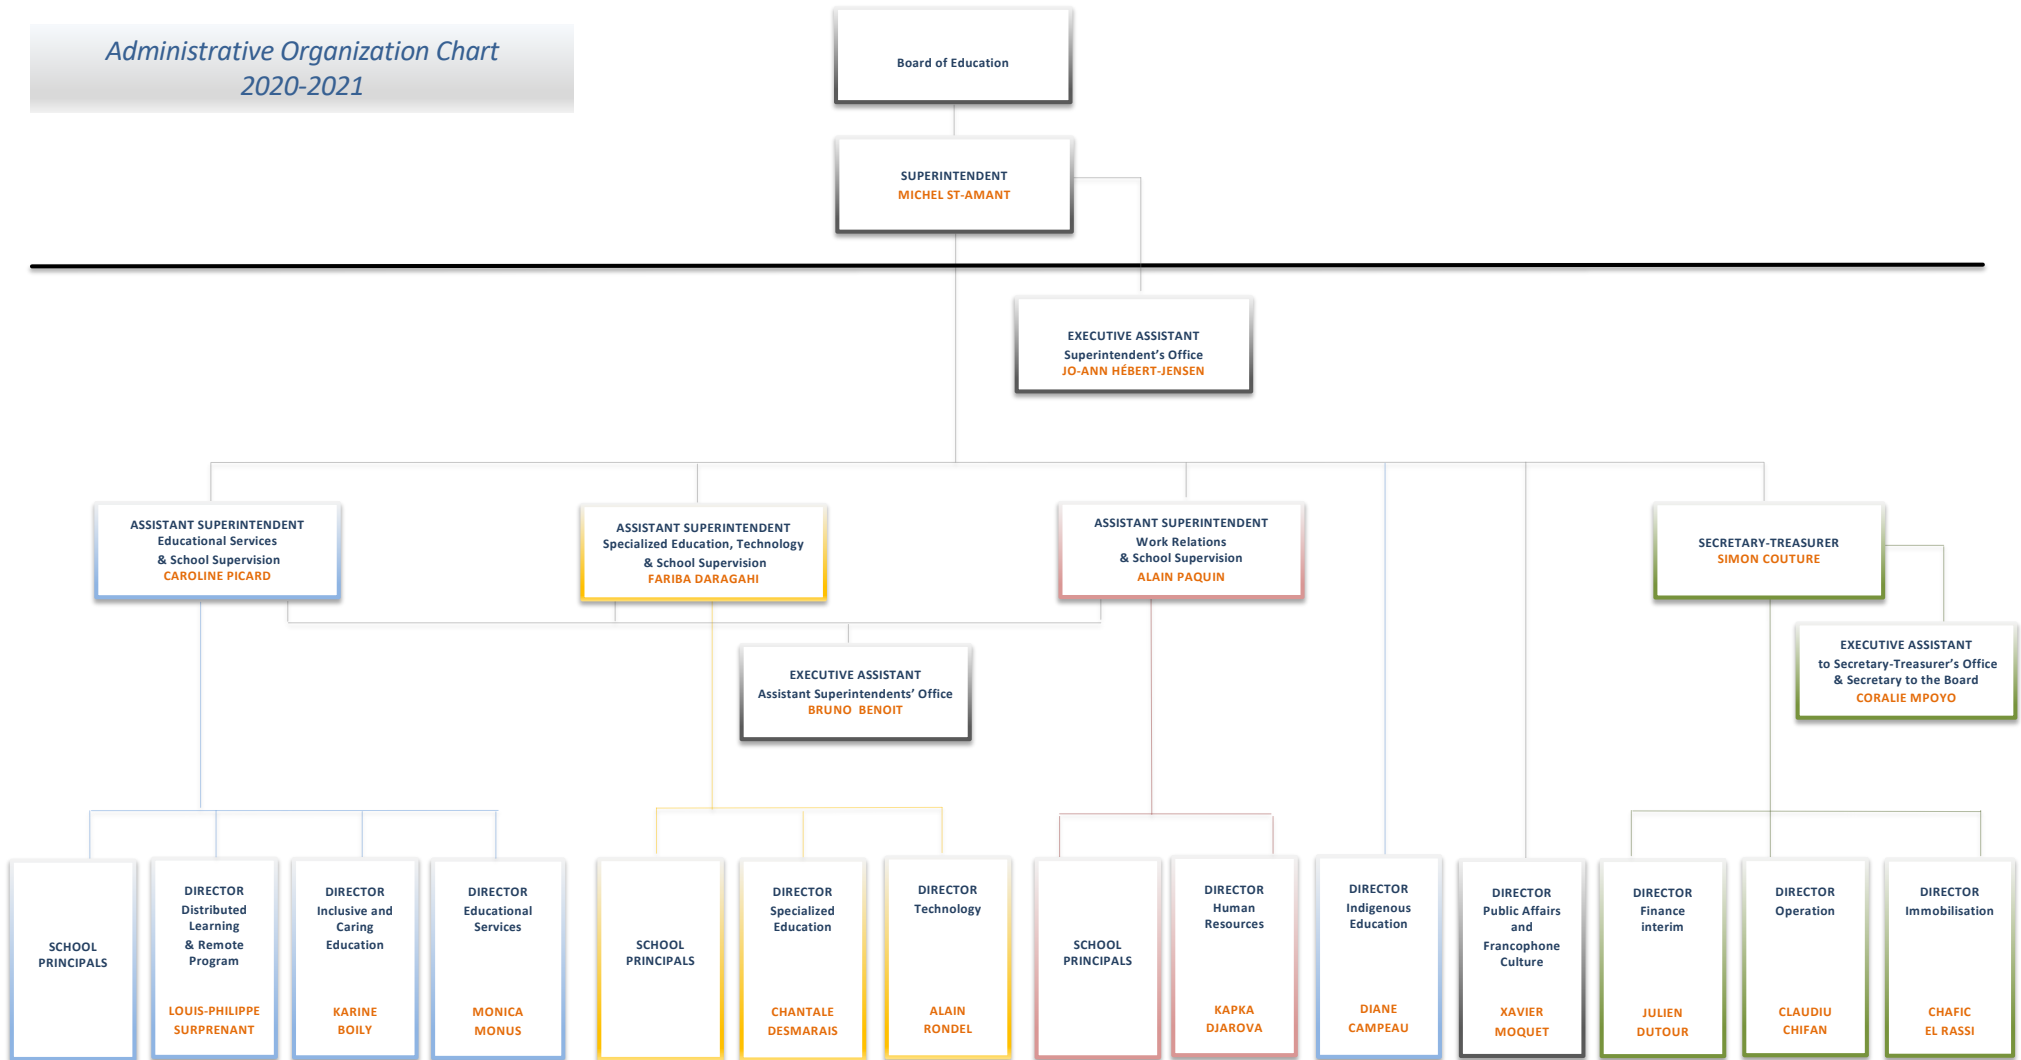 Administrative Organization Chart
2020-2021
Board of Education
SUPERINTENDENT
MICHEL ST-AMANT
EXECUTIVE ASSISTANT
Superintendent's Office
JO-ANN HÉBERT-JENSEN
ASSISTANT SUPERINTENDENT
Educational Services
& School Supervision
CAROLINE PICARD
ASSISTANT SUPERINTENDENT
Specialized Education, Technology
& School Supervision
FARIBA DARAGAHI
ASSISTANT SUPERINTENDENT
Work Relations
& School Supervision
ALAIN PAQUIN
SECRETARY-TREASURER
SIMON COUTURE
EXECUTIVE ASSISTANT
Assistant Superintendents' Office
BRUNO BENOIT
EXECUTIVE ASSISTANT
to Secretary-Treasurer's Office
& Secretary to the Board
CORALIE MPOYO
SCHOOL
PRINCIPALS
DIRECTOR
Distributed
Learning
& Remote
Program
LOUIS-PHILIPPE
SURPRENANT
DIRECTOR
Inclusive and
Caring
Education
KARINE
BOILY
DIRECTOR
Educational
Services
MONICA
MONUS
SCHOOL
PRINCIPALS
DIRECTOR
Specialized
Education
CHANTALE
DESMARAIS
DIRECTOR
Technology
ALAIN
RONDEL
SCHOOL
PRINCIPALS
DIRECTOR
Human
Resources
KAPKA
DJAROVA
DIRECTOR
Indigenous
Education
DIANE
CAMPEAU
DIRECTOR
Public Affairs
and
Francophone
Culture
XAVIER
MOQUET
DIRECTOR
Finance
interim
JULIEN
DUTOUR
DIRECTOR
Operation
CLAUDIU
CHIFAN
DIRECTOR
Immobilisation
CHAFIC
EL RASSI